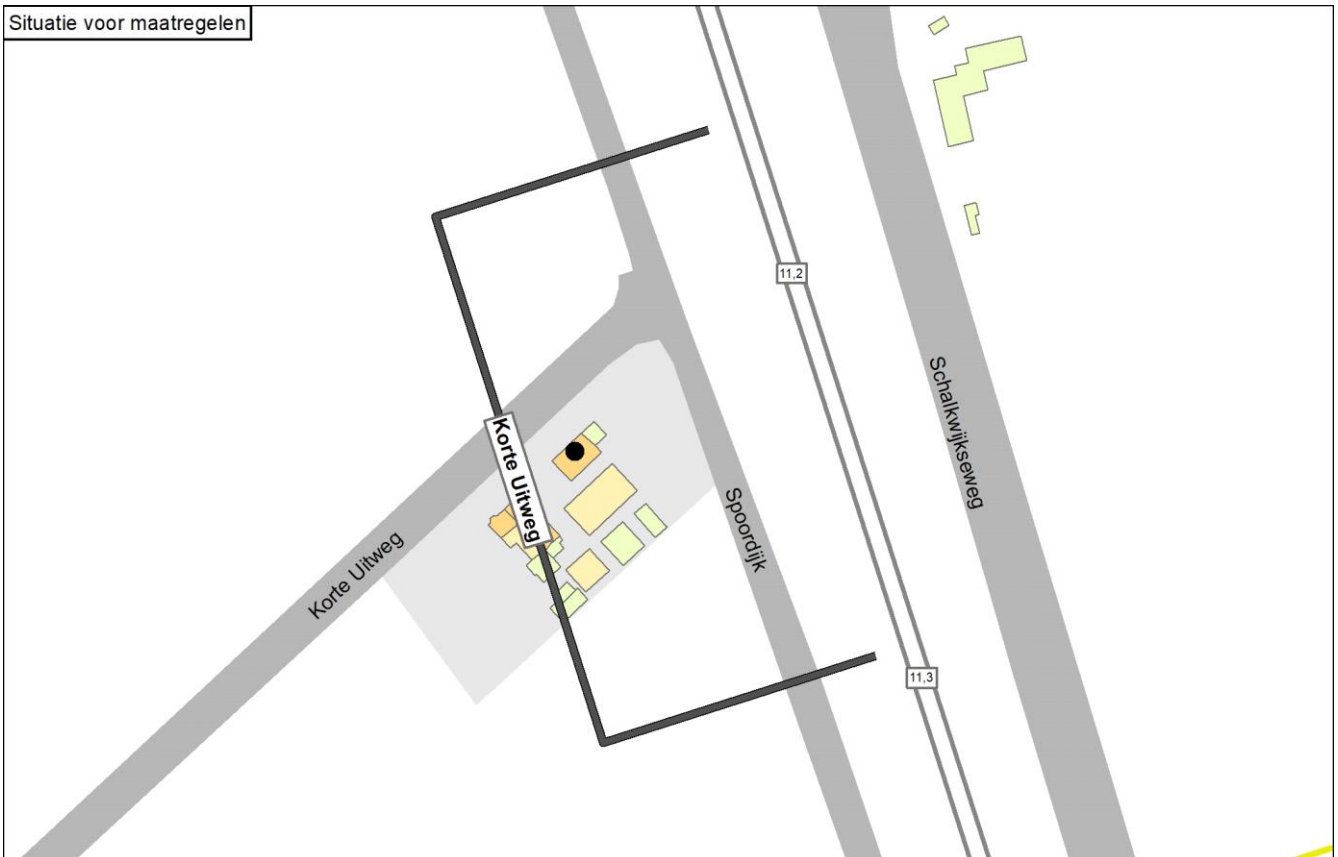 Situatie voor maatregelen
11,2
Schalkwijkseweg
Korte Uitweg
Spoordijk
Korte Uitweg
11,3